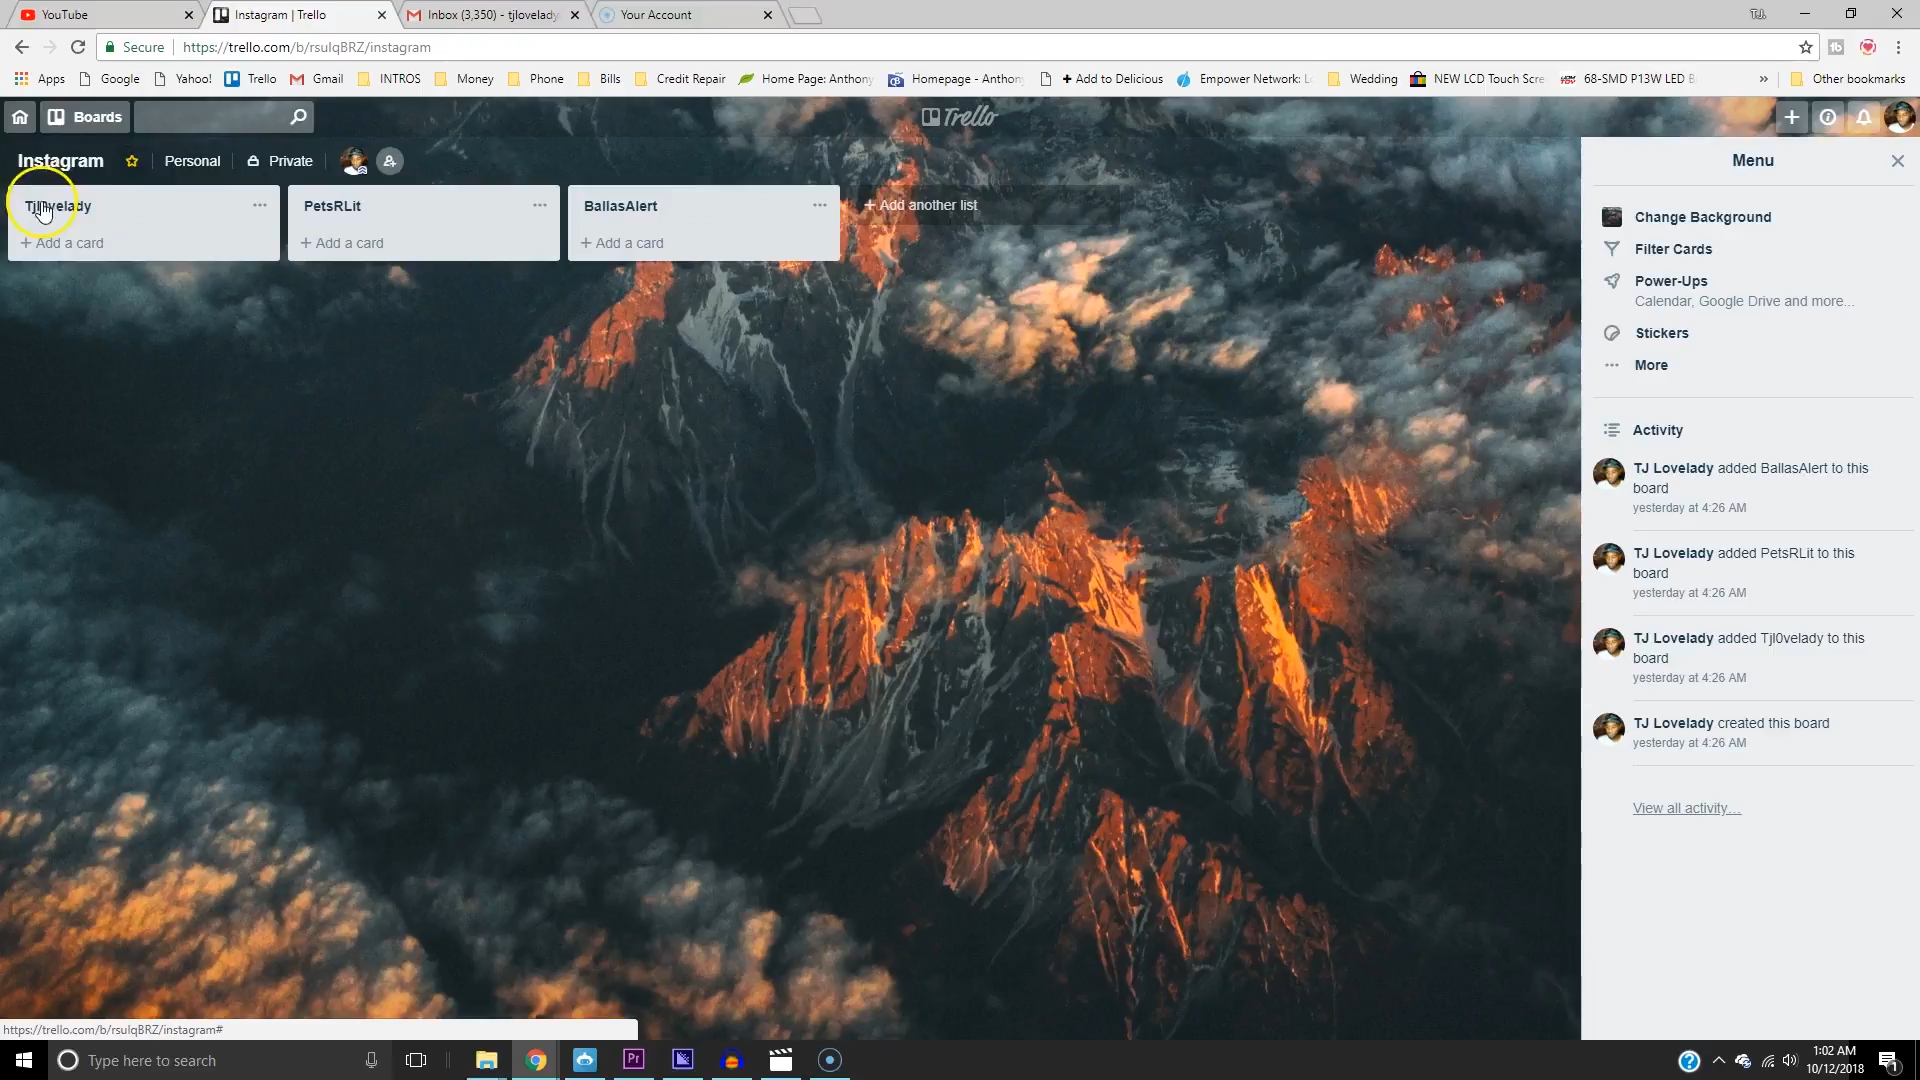 YouTube
Instagram | Trello
Inbox (3,350) - tjlovelady
Your Account
TJ.
Secure
https://trello.com/b/rsulqBRZ/instagram
Apps
Google
Yahoo!
Trello
Gmail
INTROS
Money
Phone
Bills
Credit Repair
Home Page: Anthony
Homepage - Anthony
+ Add to Delicious
Empower Network: Lo
Wedding
NEW LCD Touch Scre
68-SMD P13W LED B
»
Other bookmarks
Boards
Trello
Instagram
Personal
Private
Tjl0velady
+ Add a card
PetsRLit
+ Add a card
BallasAlert
+ Add a card
+ Add another list
Menu
Change Background
Filter Cards
Power-Ups
Calendar, Google Drive and more...
Stickers
More
Activity
TJ Lovelady added BallasAlert to this
board
yesterday at 4:26 AM
TJ Lovelady added PetsRLit to this
board
yesterday at 4:26 AM
TJ Lovelady added Tjl0velady to this
board
yesterday at 4:26 AM
TJ Lovelady created this board
yesterday at 4:26 AM
View all activity…
https://trello.com/b/rsulqBRZ/instagram#
Type here to search
Pr
1:02 AM
10/12/2018
1